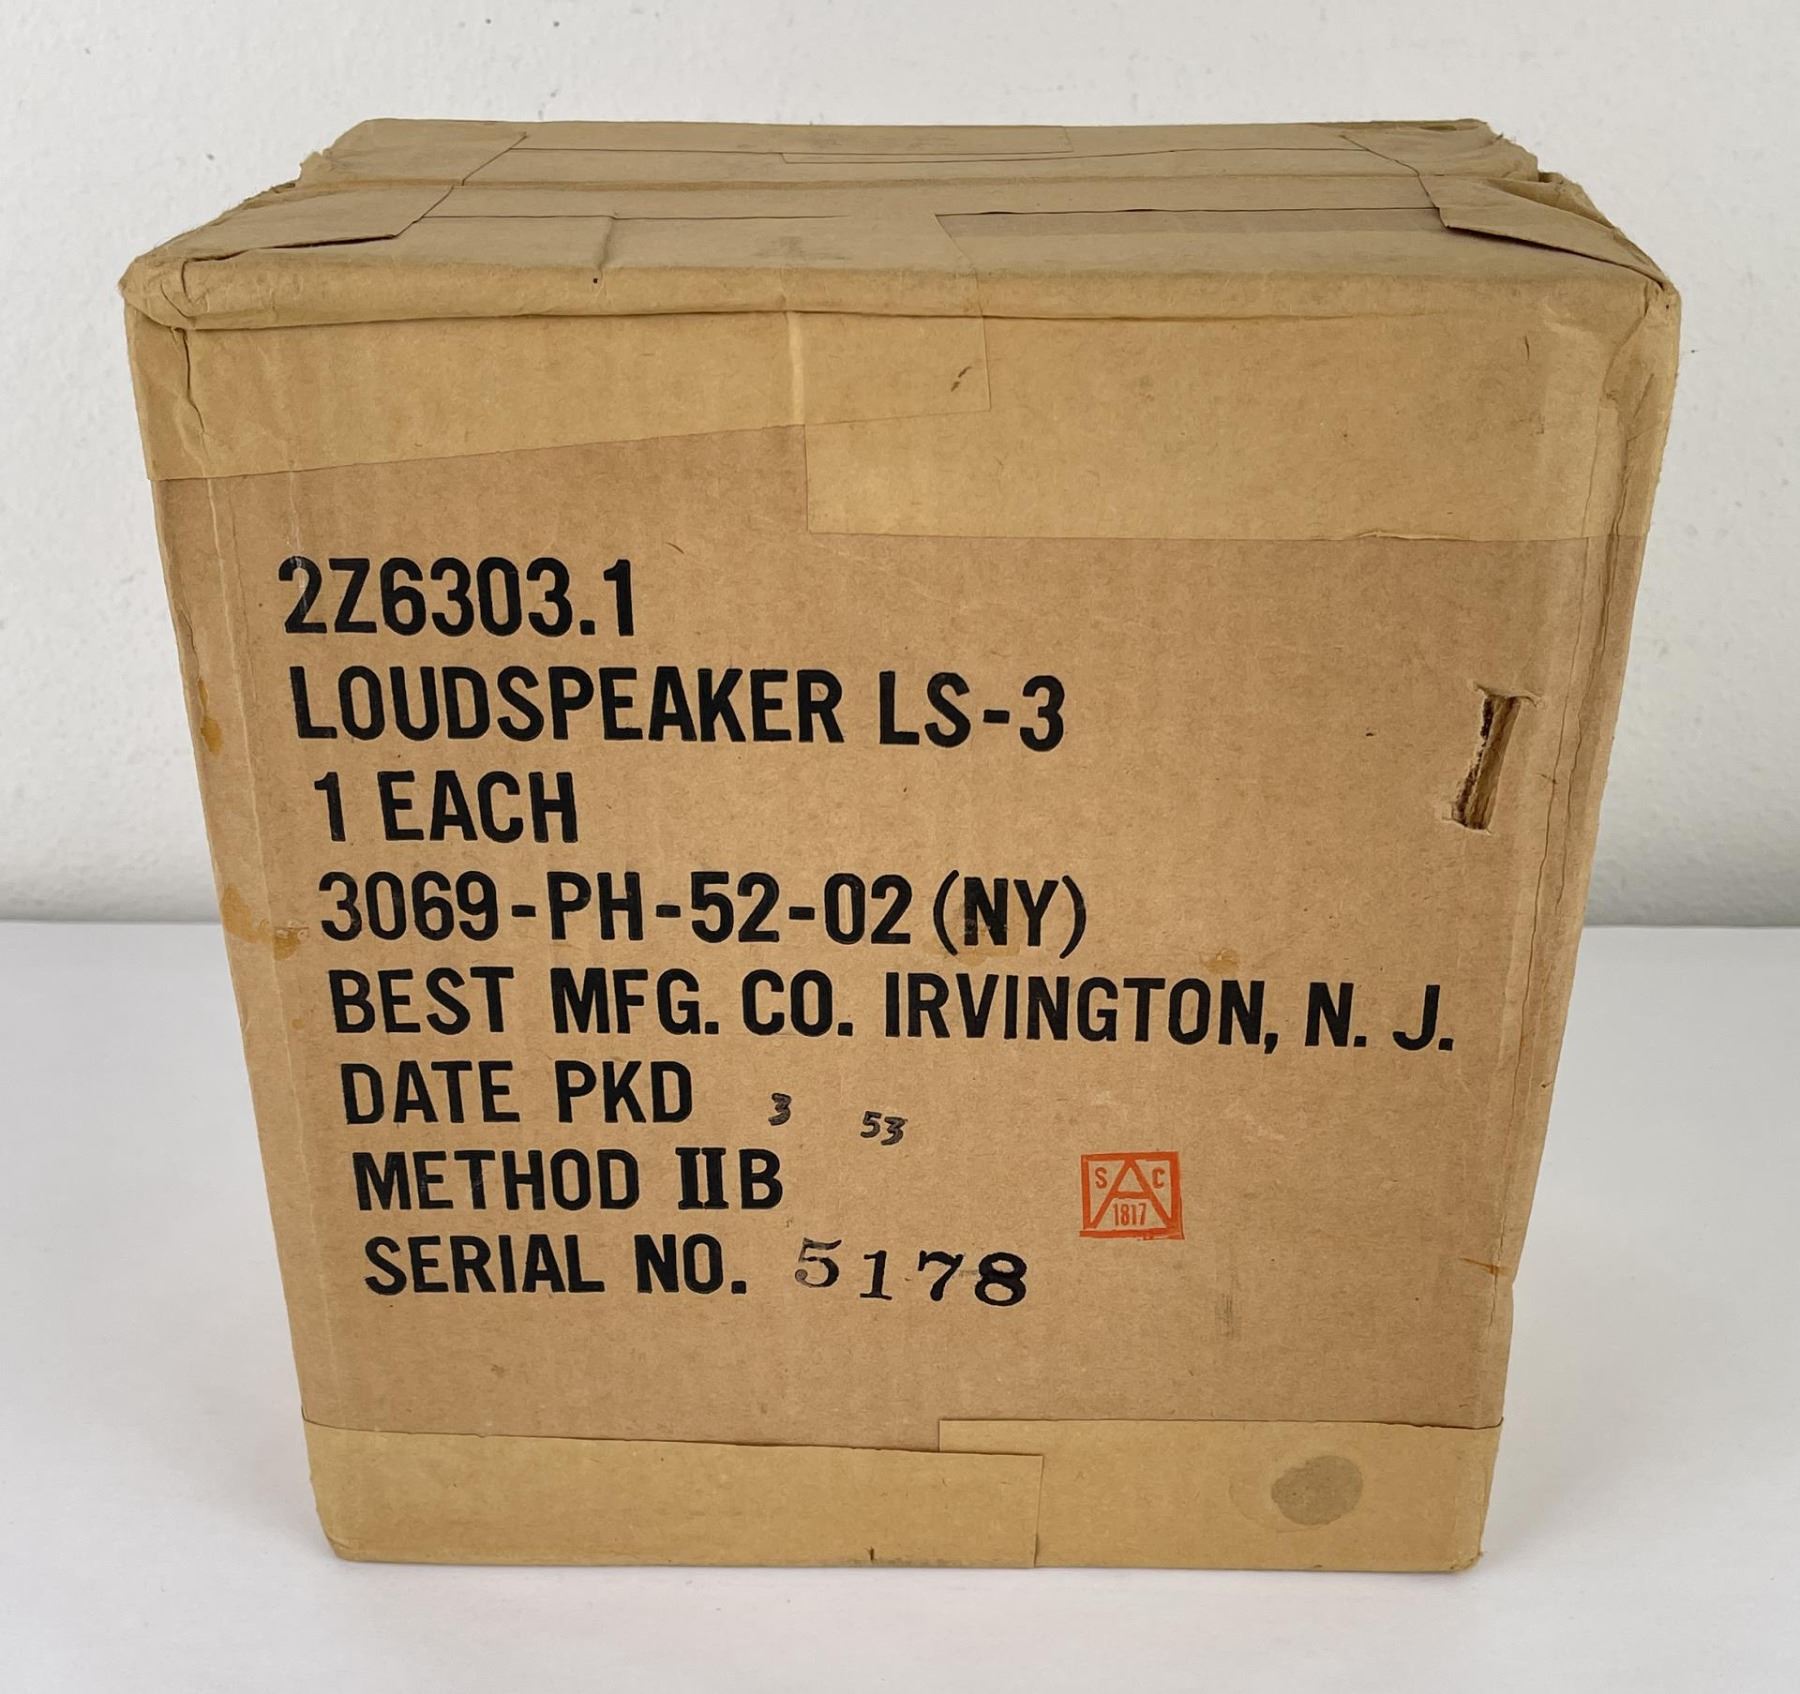 2Z6303.1
LOUDSPEAKER LS-3
1 EACH
3069-PH-52-02 (NY)
BEST MFG. CO. IRVINGTON, N. J.
DATE PKD 3 53
METHOD IIB
S A C
1817
SERIAL NO. 5178